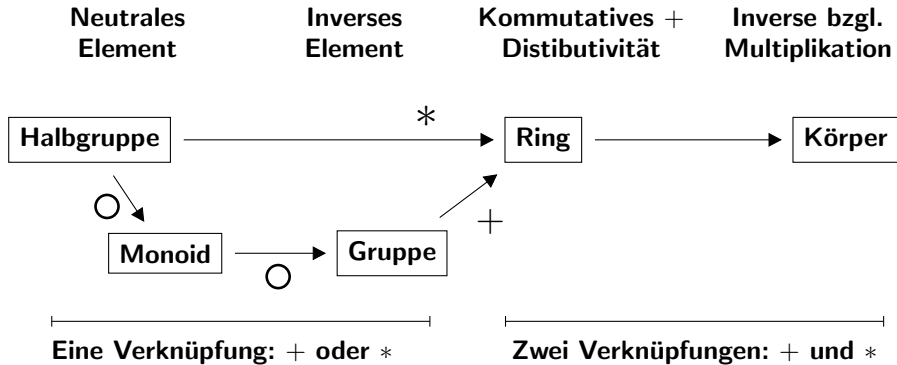 Neutrales
Element
Inverses
Element
Kommutatives +
Distibutivität
Inverse bzgl.
Multiplikation
Halbgruppe
*
Ring
Körper
Monoid
Gruppe
+
Eine Verknüpfung: + oder *
Zwei Verknüpfungen: + und *